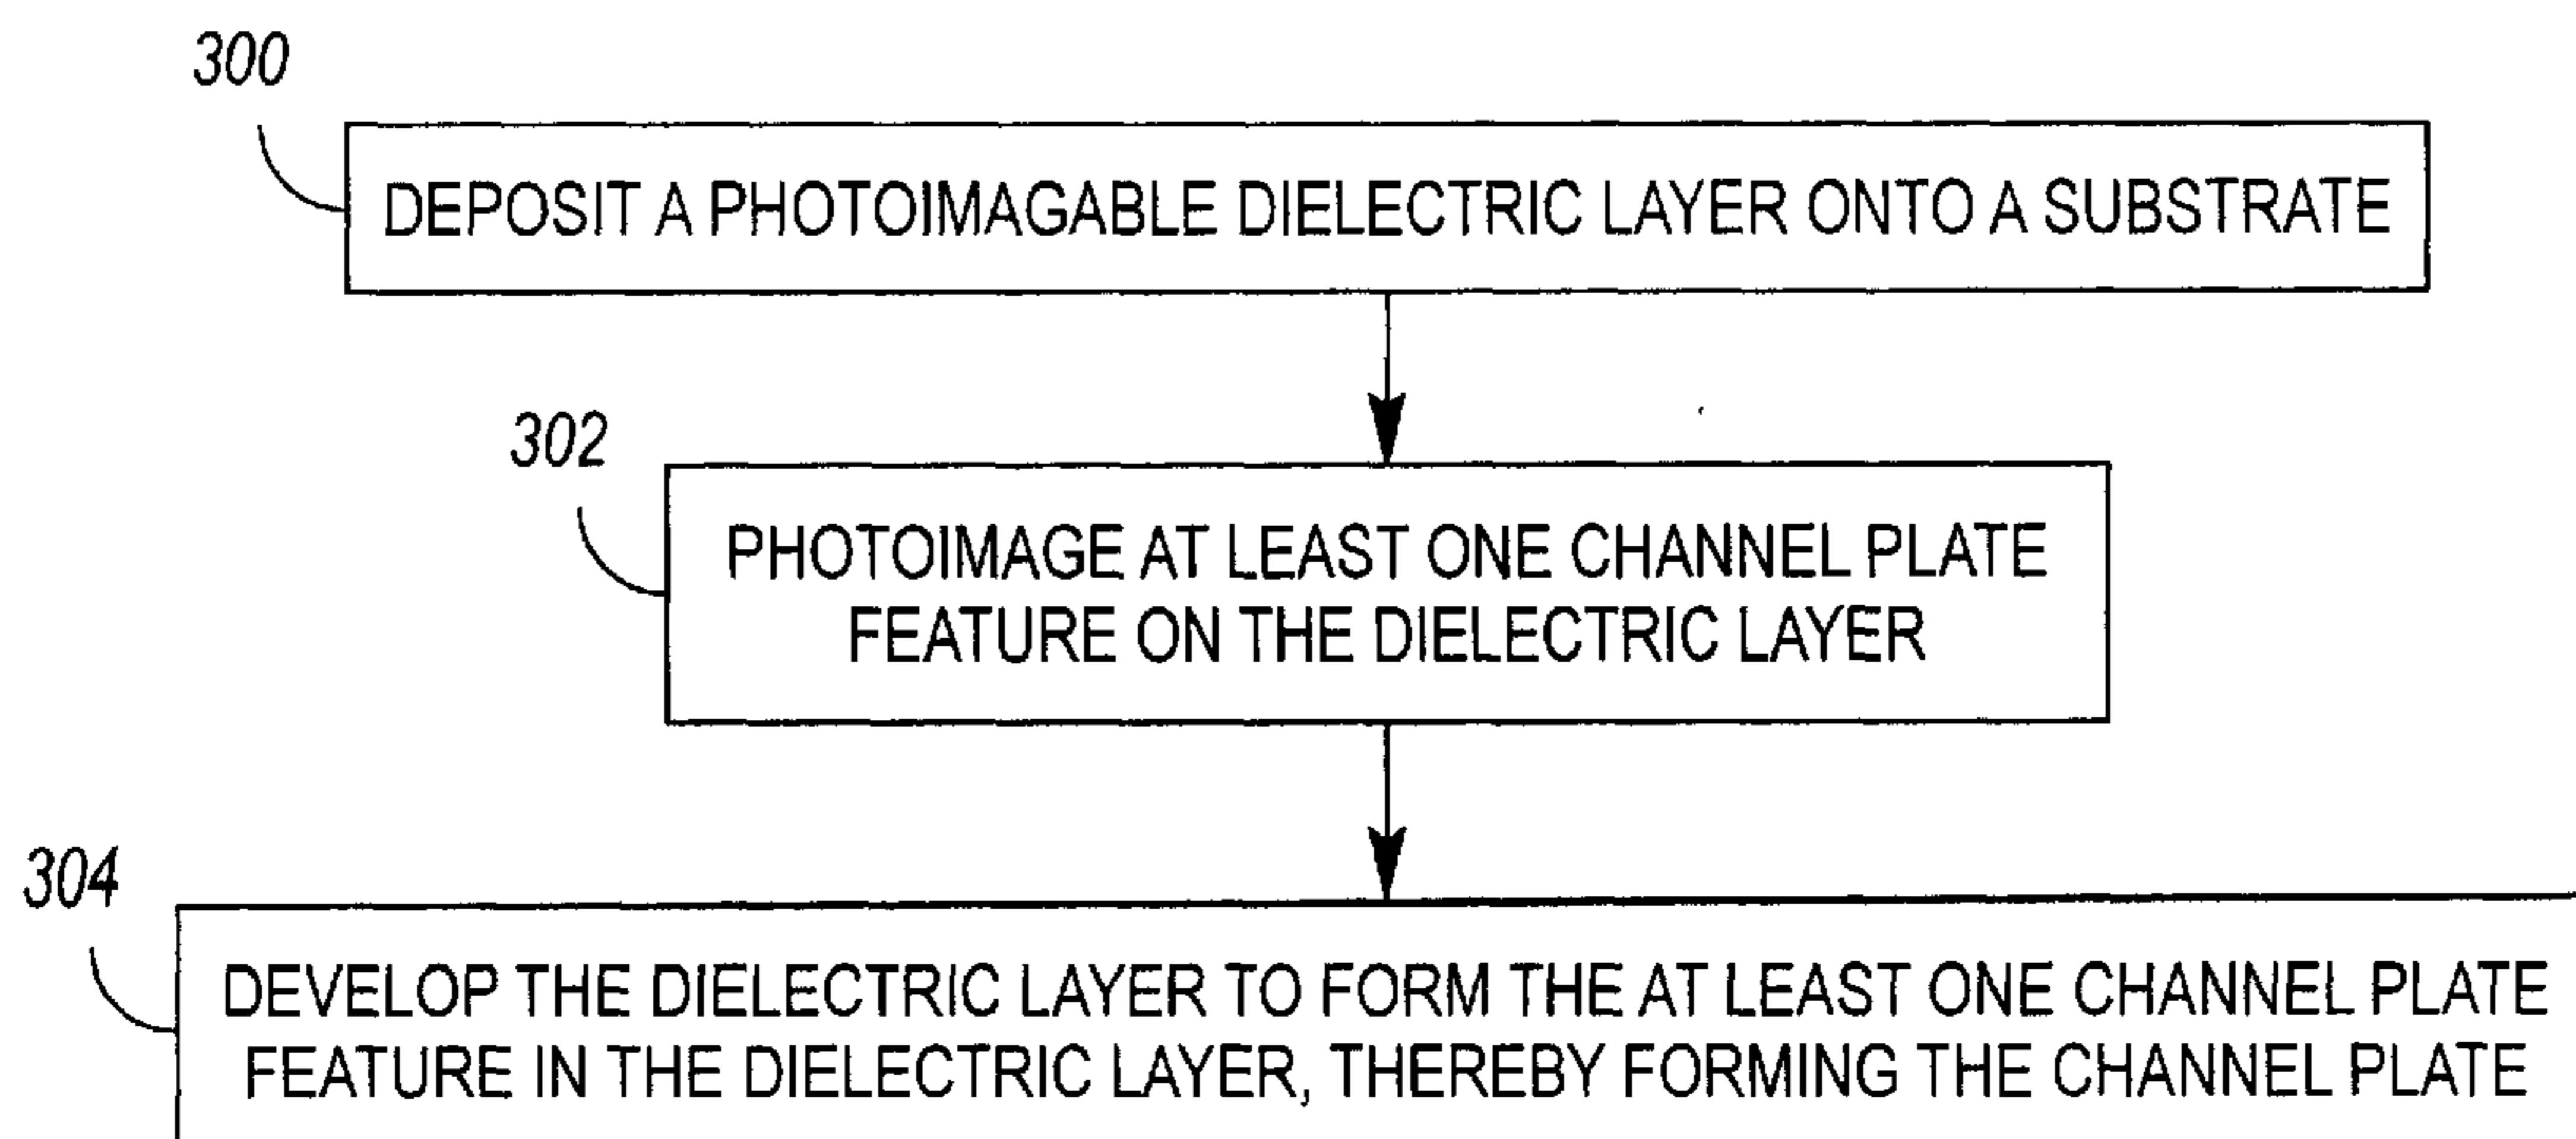 300
DEPOSIT A PHOTOIMAGABLE DIELECTRIC LAYER ONTO A SUBSTRATE
302
PHOTOIMAGE AT LEAST ONE CHANNEL PLATE
FEATURE ON THE DIELECTRIC LAYER
304
DEVELOP THE DIELECTRIC LAYER TO FORM THE AT LEAST ONE CHANNEL PLATE
FEATURE IN THE DIELECTRIC LAYER, THEREBY FORMING THE CHANNEL PLATE